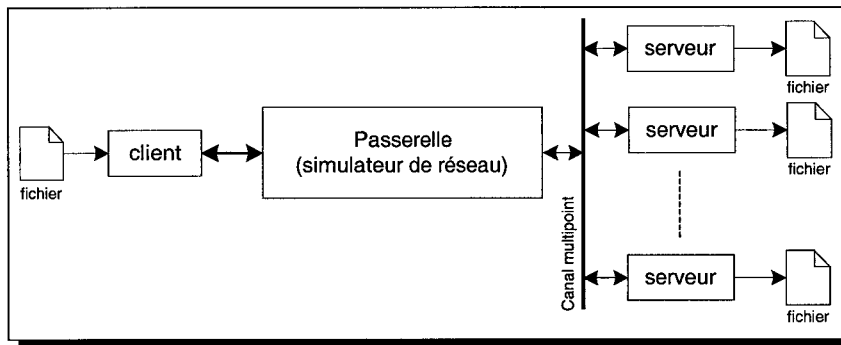 fichier
client
Passerelle
(simulateur de réseau)
Canal multipoint
serveur
fichier
serveur
fichier
serveur
fichier